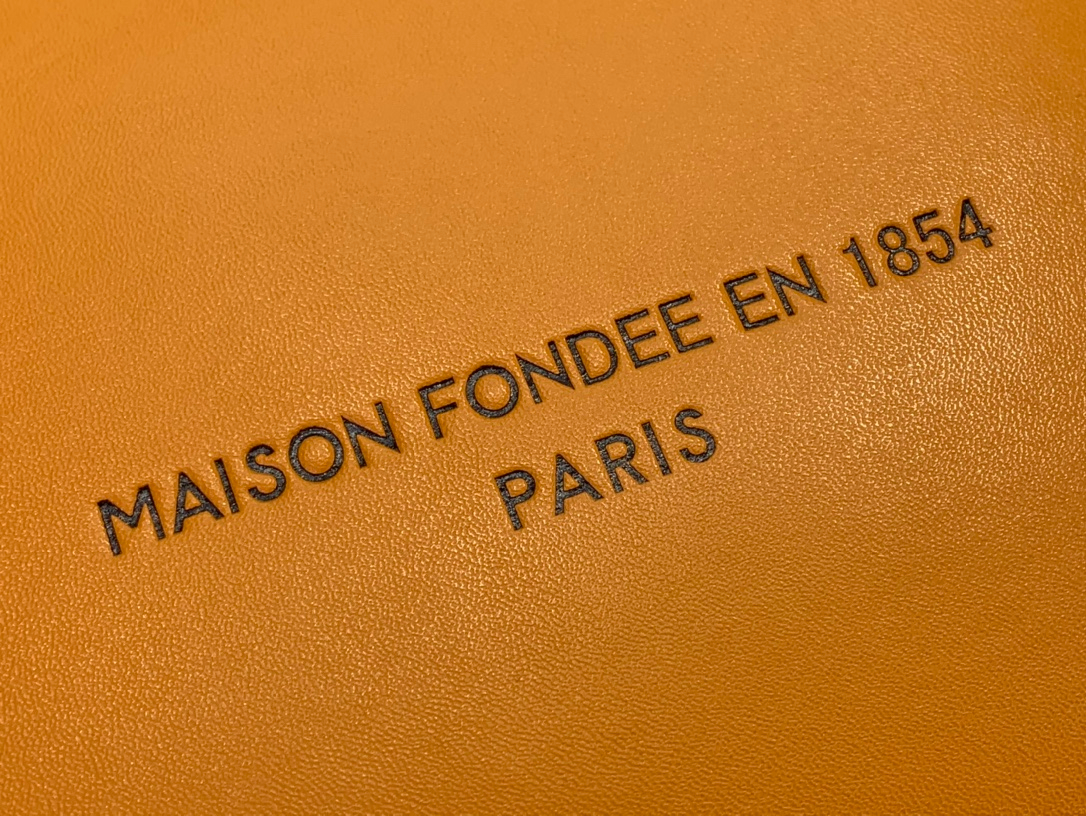 MAISON FONDEE EN 1854
PARIS